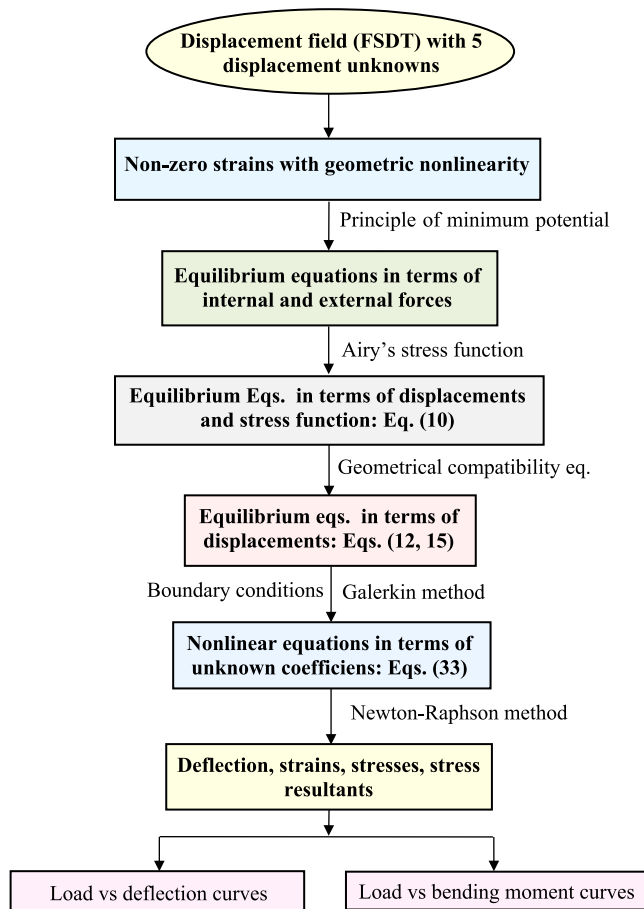 Displacement field (FSDT) with 5
displacement unknowns
Non-zero strains with geometric nonlinearity
Principle of minimum potential
Equilibrium equations in terms of
internal and external forces
Airy's stress function
Equilibrium Eqs. in terms of displacements
and stress function: Eq. (10)
Geometrical compatibility eq.
Equilibrium eqs. in terms of
displacements: Eqs. (12, 15)
Boundary conditions
Galerkin method
Nonlinear equations in terms of
unknown coefficiens: Eqs. (33)
Newton-Raphson method
Deflection, strains, stresses, stress
resultants
Load vs deflection curves
Load vs bending moment curves